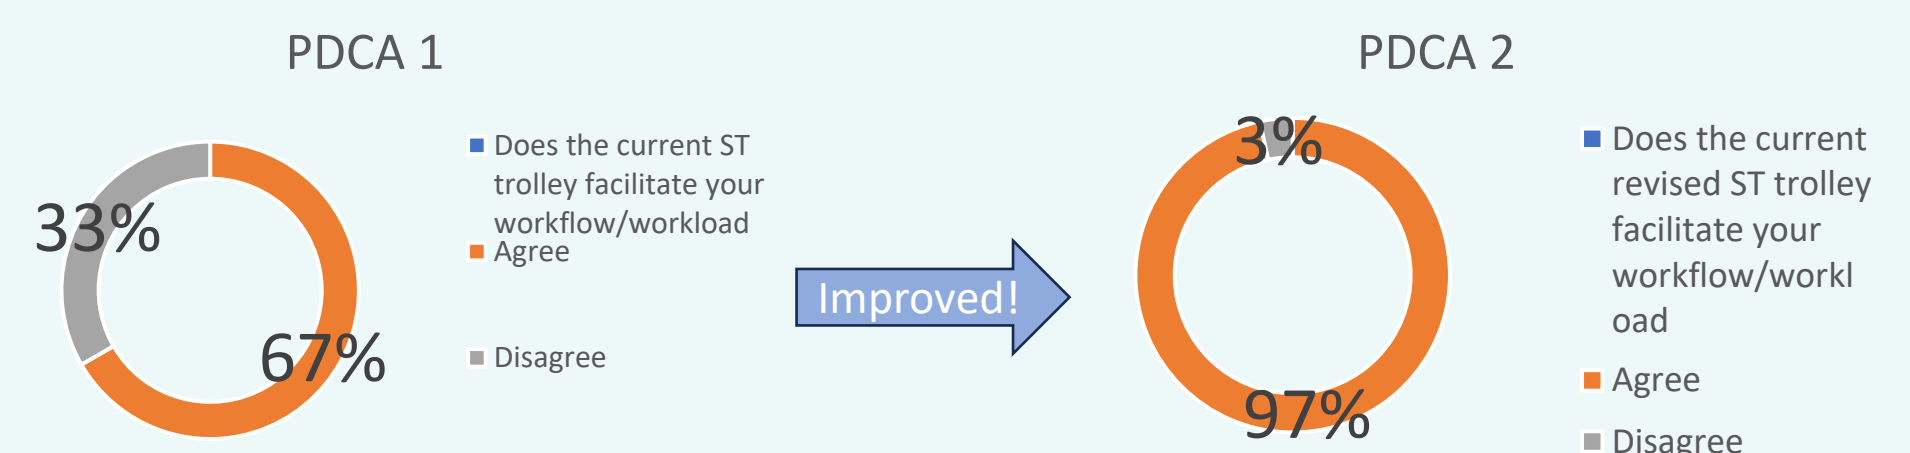 PDCA 1
33%
67%
Does the current ST
trolley facilitate your
workflow/workload
Agree
Disagree
Improved!
PDCA 2
3%
97%
Does the current
revised ST trolley
facilitate your
workflow/workl
oad
Agree
Disagree